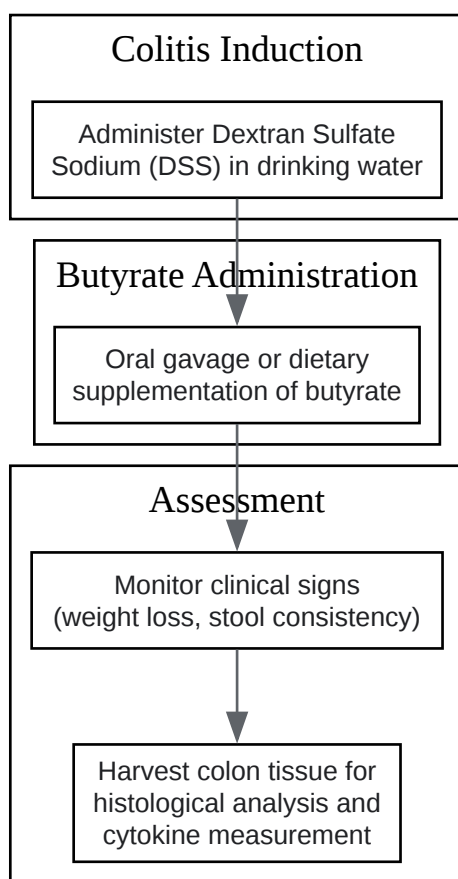 Colitis Induction
Administer Dextran Sulfate
Sodium (DSS) in drinking water
Butyrate Administration
Oral gavage or dietary
supplementation of butyrate
Assessment
Monitor clinical signs
(weight loss, stool consistency)
Harvest colon tissue for
histological analysis and
cytokine measurement